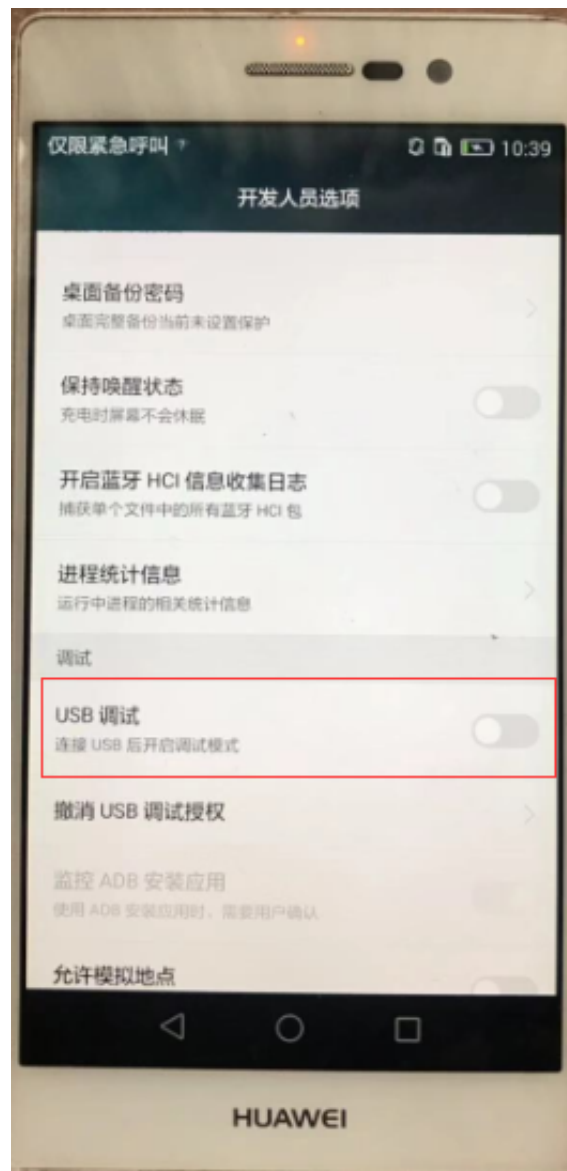 仅限紧急呼叫 ?
10:39
开发人员选项
桌面备份密码
桌面完整备份当前未设置保护
保持唤醒状态
充电时屏幕不会休眠
开启蓝牙 HCI 信息收集日志
捕获单个文件中的所有蓝牙 HCI 包
进程统计信息
运行中进程的相关统计信息
调试
USB 调试
连接 USB 后开启调试模式
撤消 USB 调试授权
监控 ADB 安装应用
使用 ADB 安装应用时，需要用户确认
允许模拟地点
HUAWEI